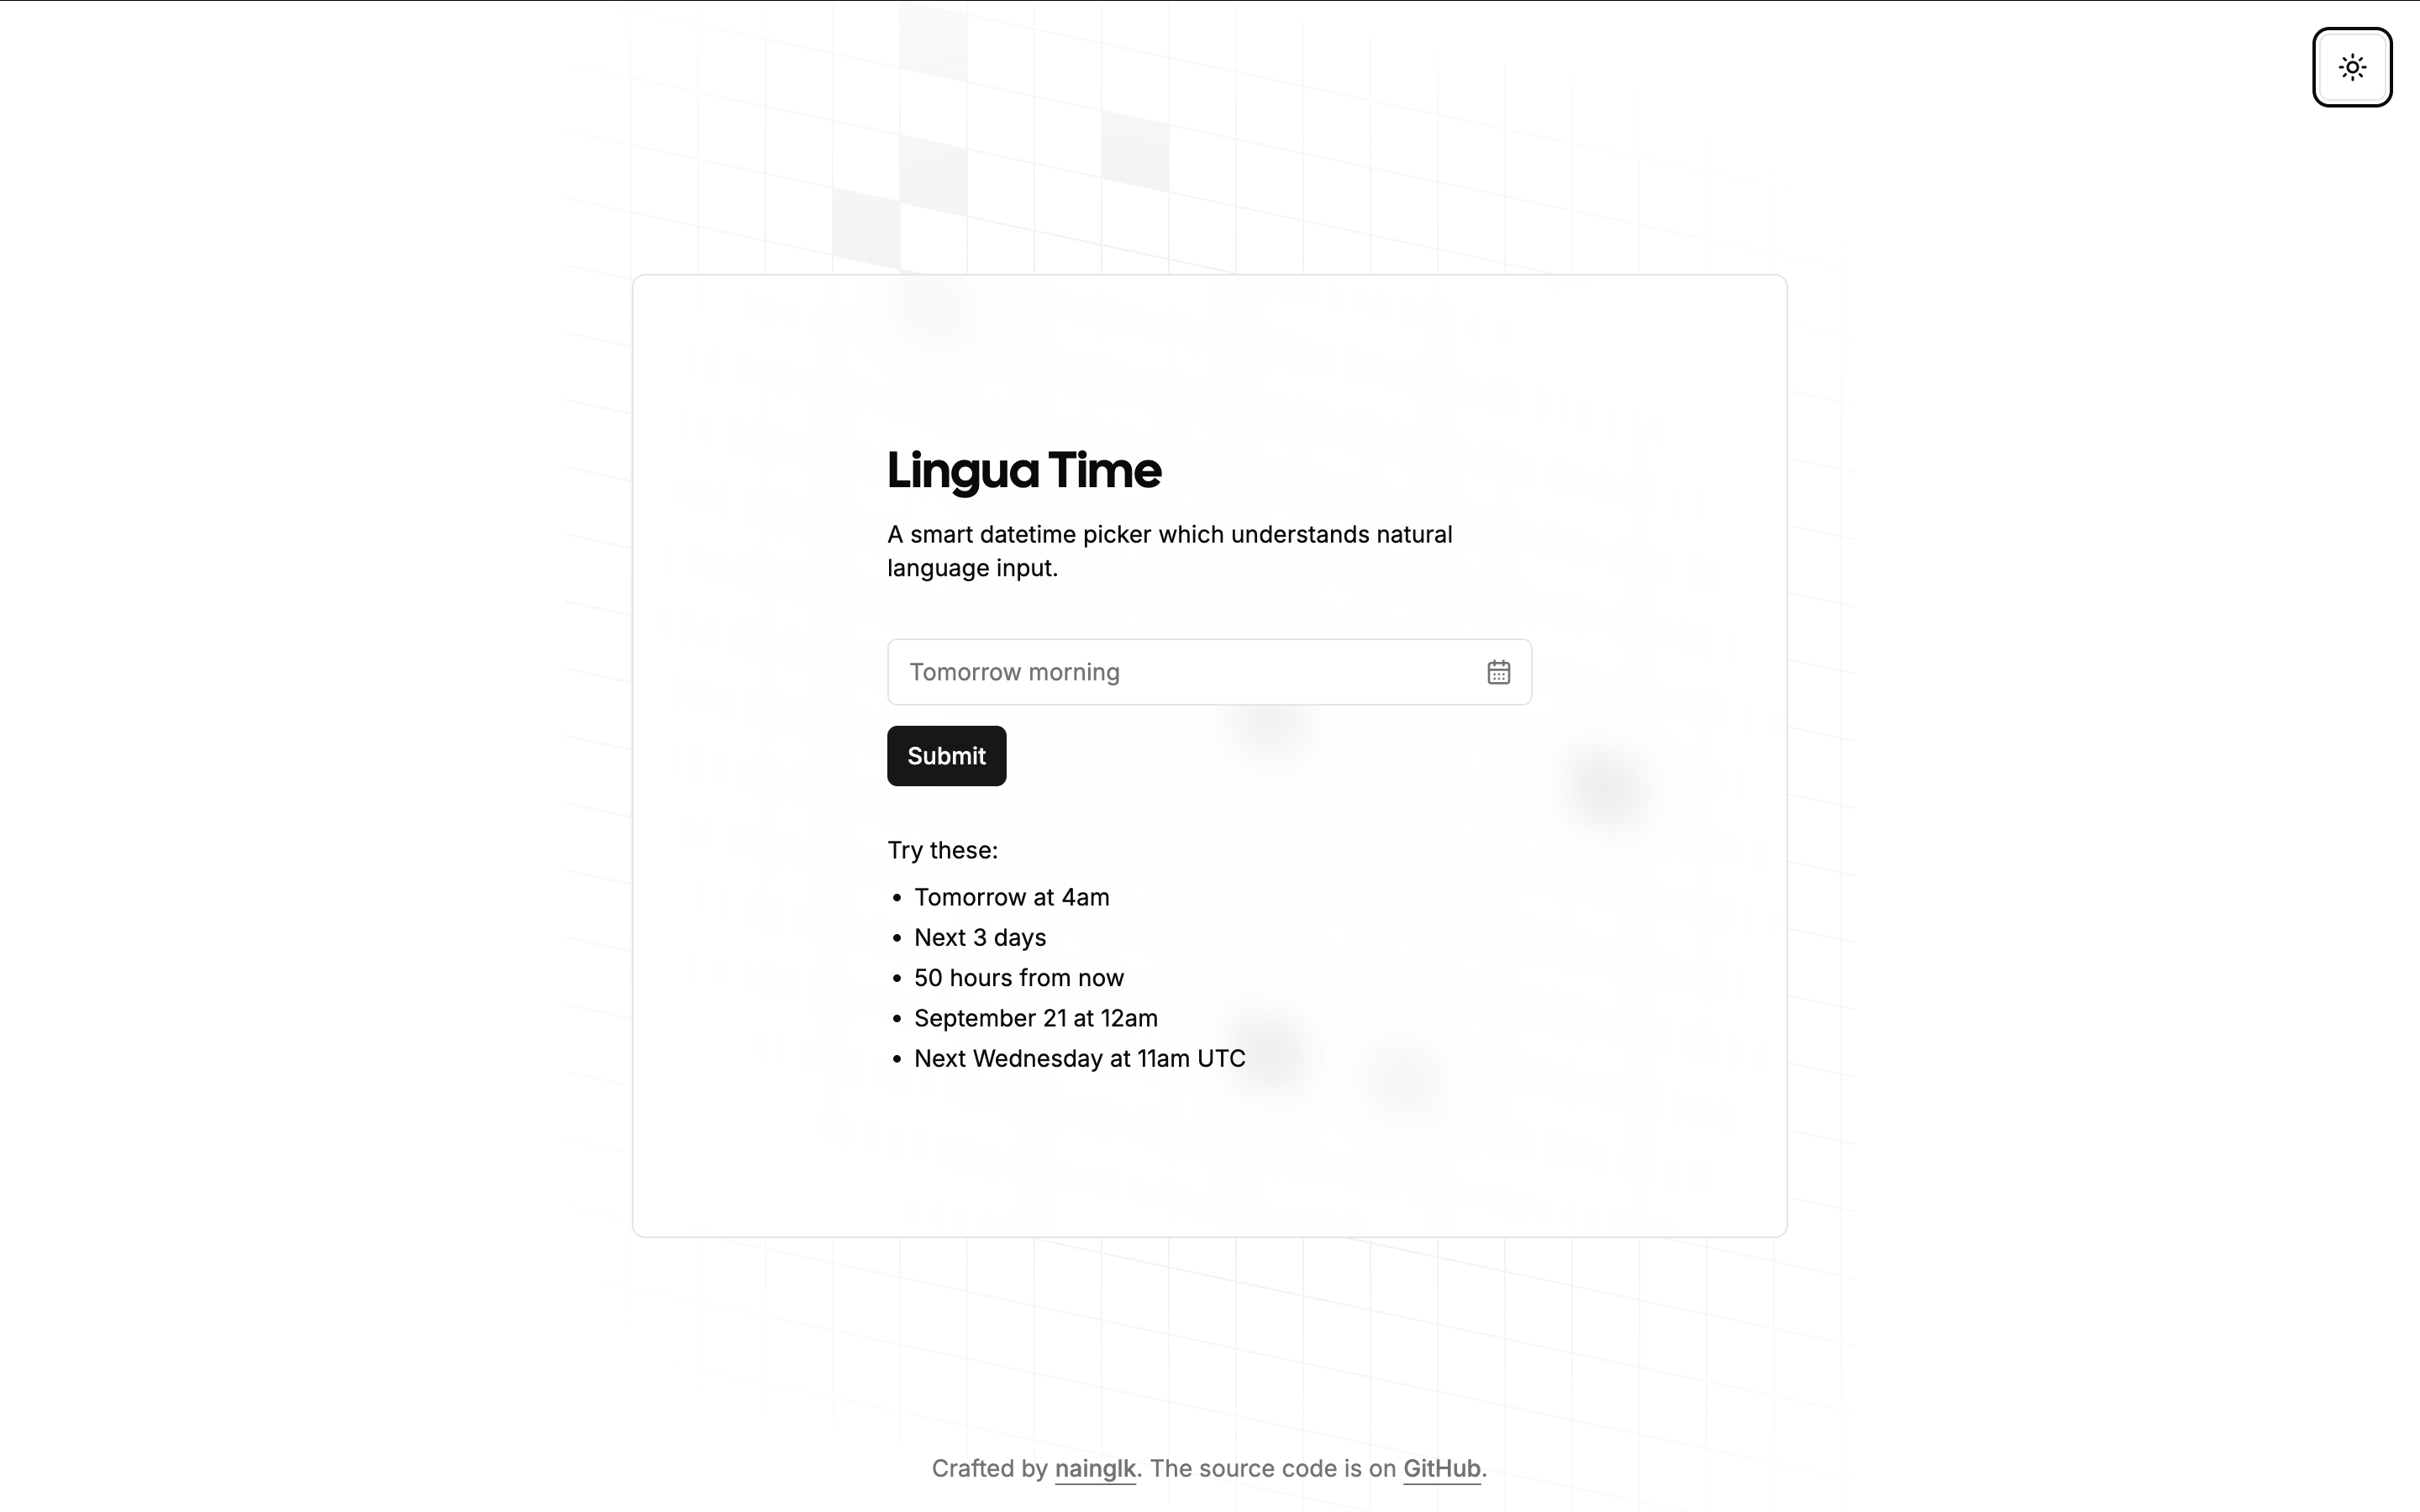 Lingua Time
A smart datetime picker which understands natural
language input.
Tomorrow morning
Submit
Try these:
• Tomorrow at 4am
• Next 3 days
• 50 hours from now
• September 21 at 12am
• Next Wednesday at 11am UTC
Crafted by nainglk. The source code is on GitHub.